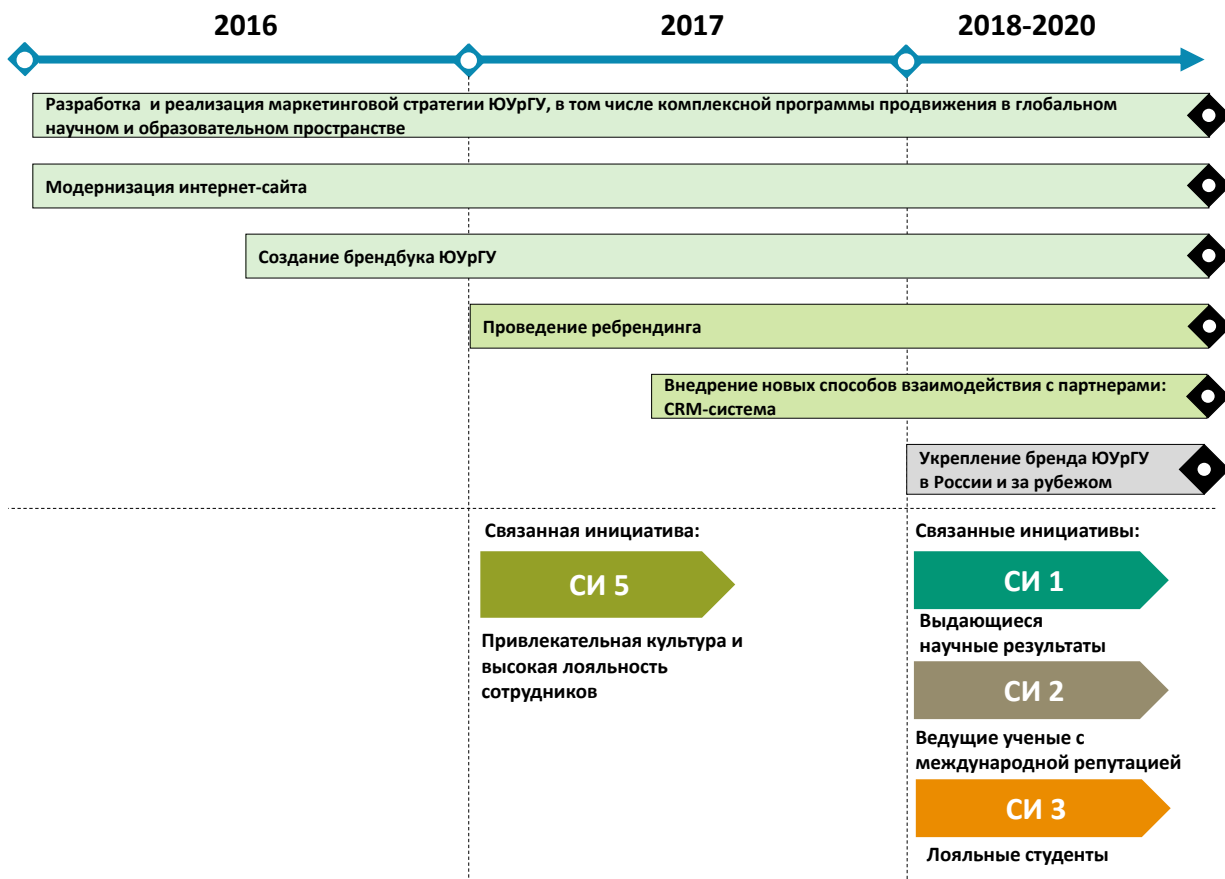 2016
2017
2018-2020
Разработка и реализация маркетинговой стратегии ЮУрГУ, в том числе комплексной программы продвижения в глобальном
научном и образовательном пространстве
Модернизация интернет-сайта
Создание брендбука ЮУрГУ
Проведение ребрендинга
Внедрение новых способов взаимодействия с партнерами:
CRM-система
Укрепление бренда ЮУрГУ
в России и за рубежом
Связанная инициатива:
СИ 5
Привлекательная культура и
высокая лояльность
сотрудников
Связанные инициативы:
СИ 1
Выдающиеся
научные результаты
СИ 2
Ведущие ученые с
международной репутацией
СИ 3
Лояльные студенты